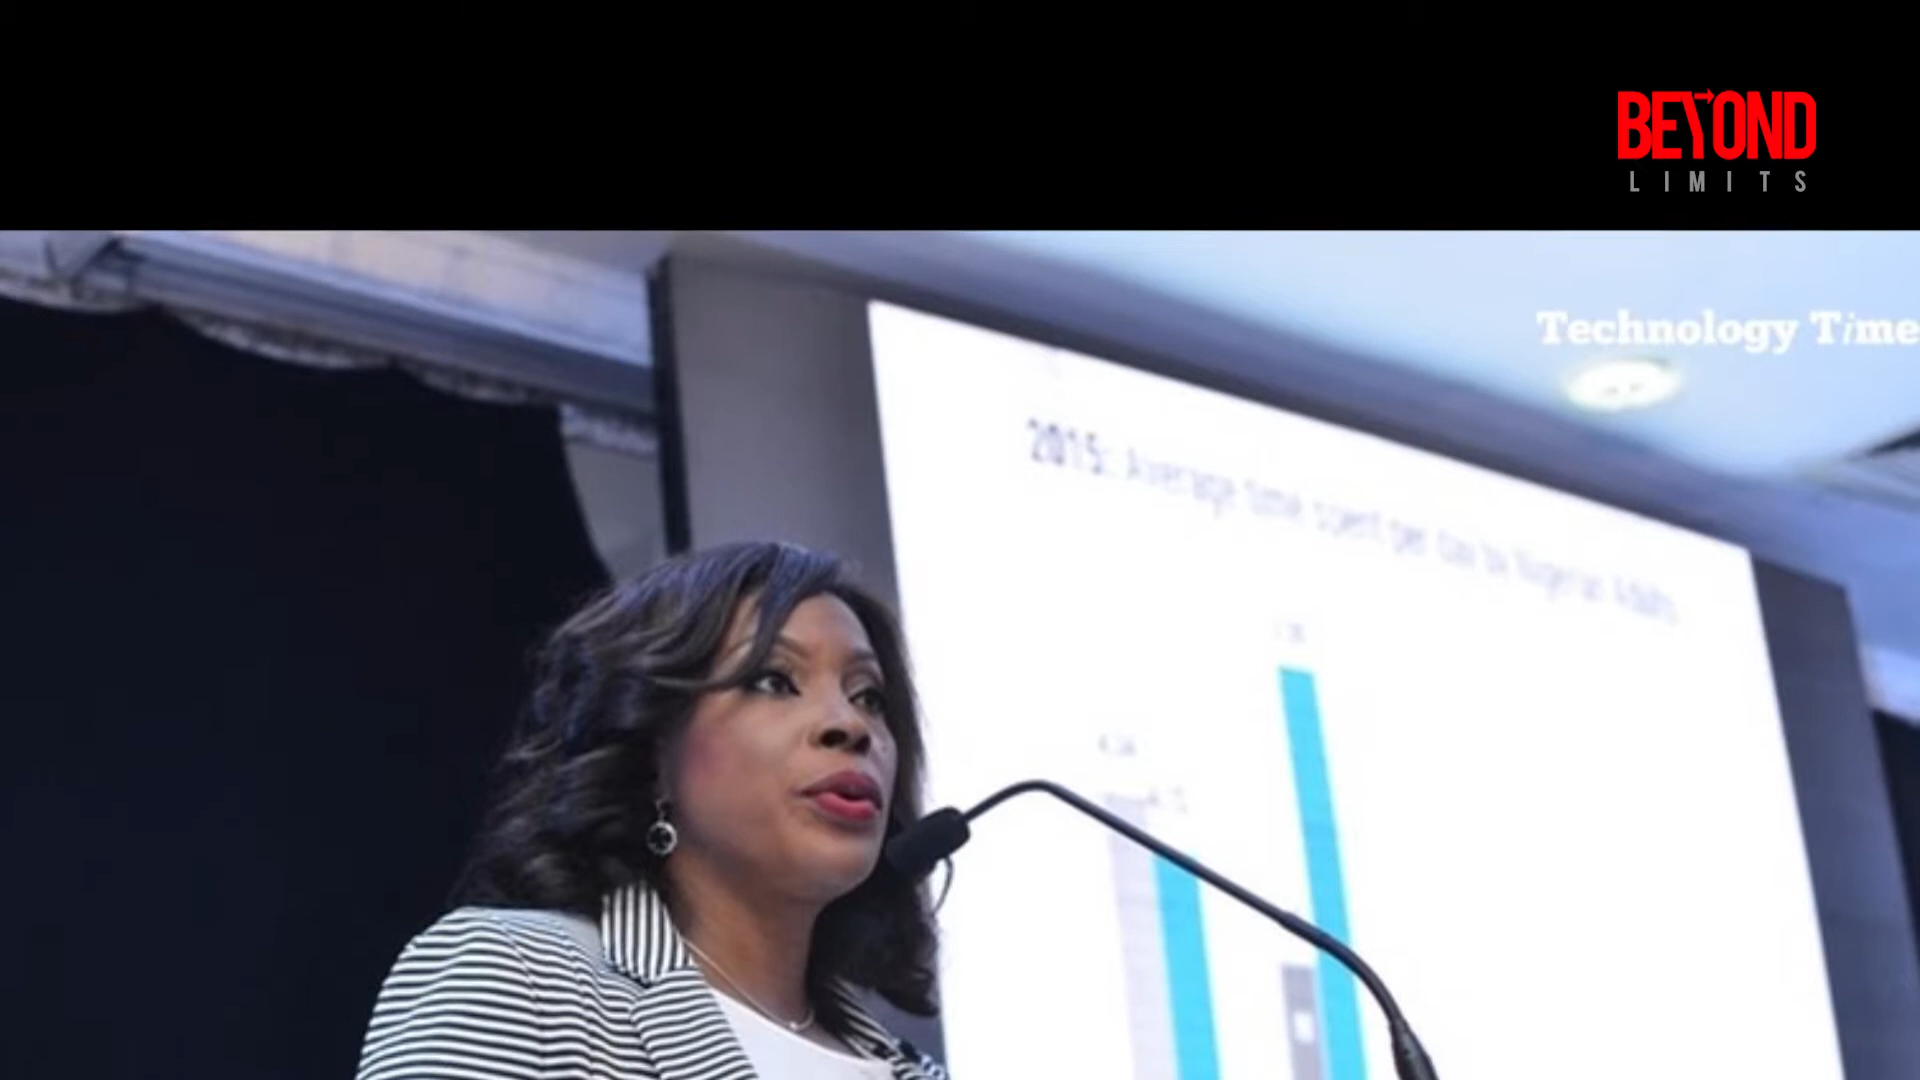 BEYOND
LIMITS
Technology Time
2015: Average time spent per day by Nigerian Adults